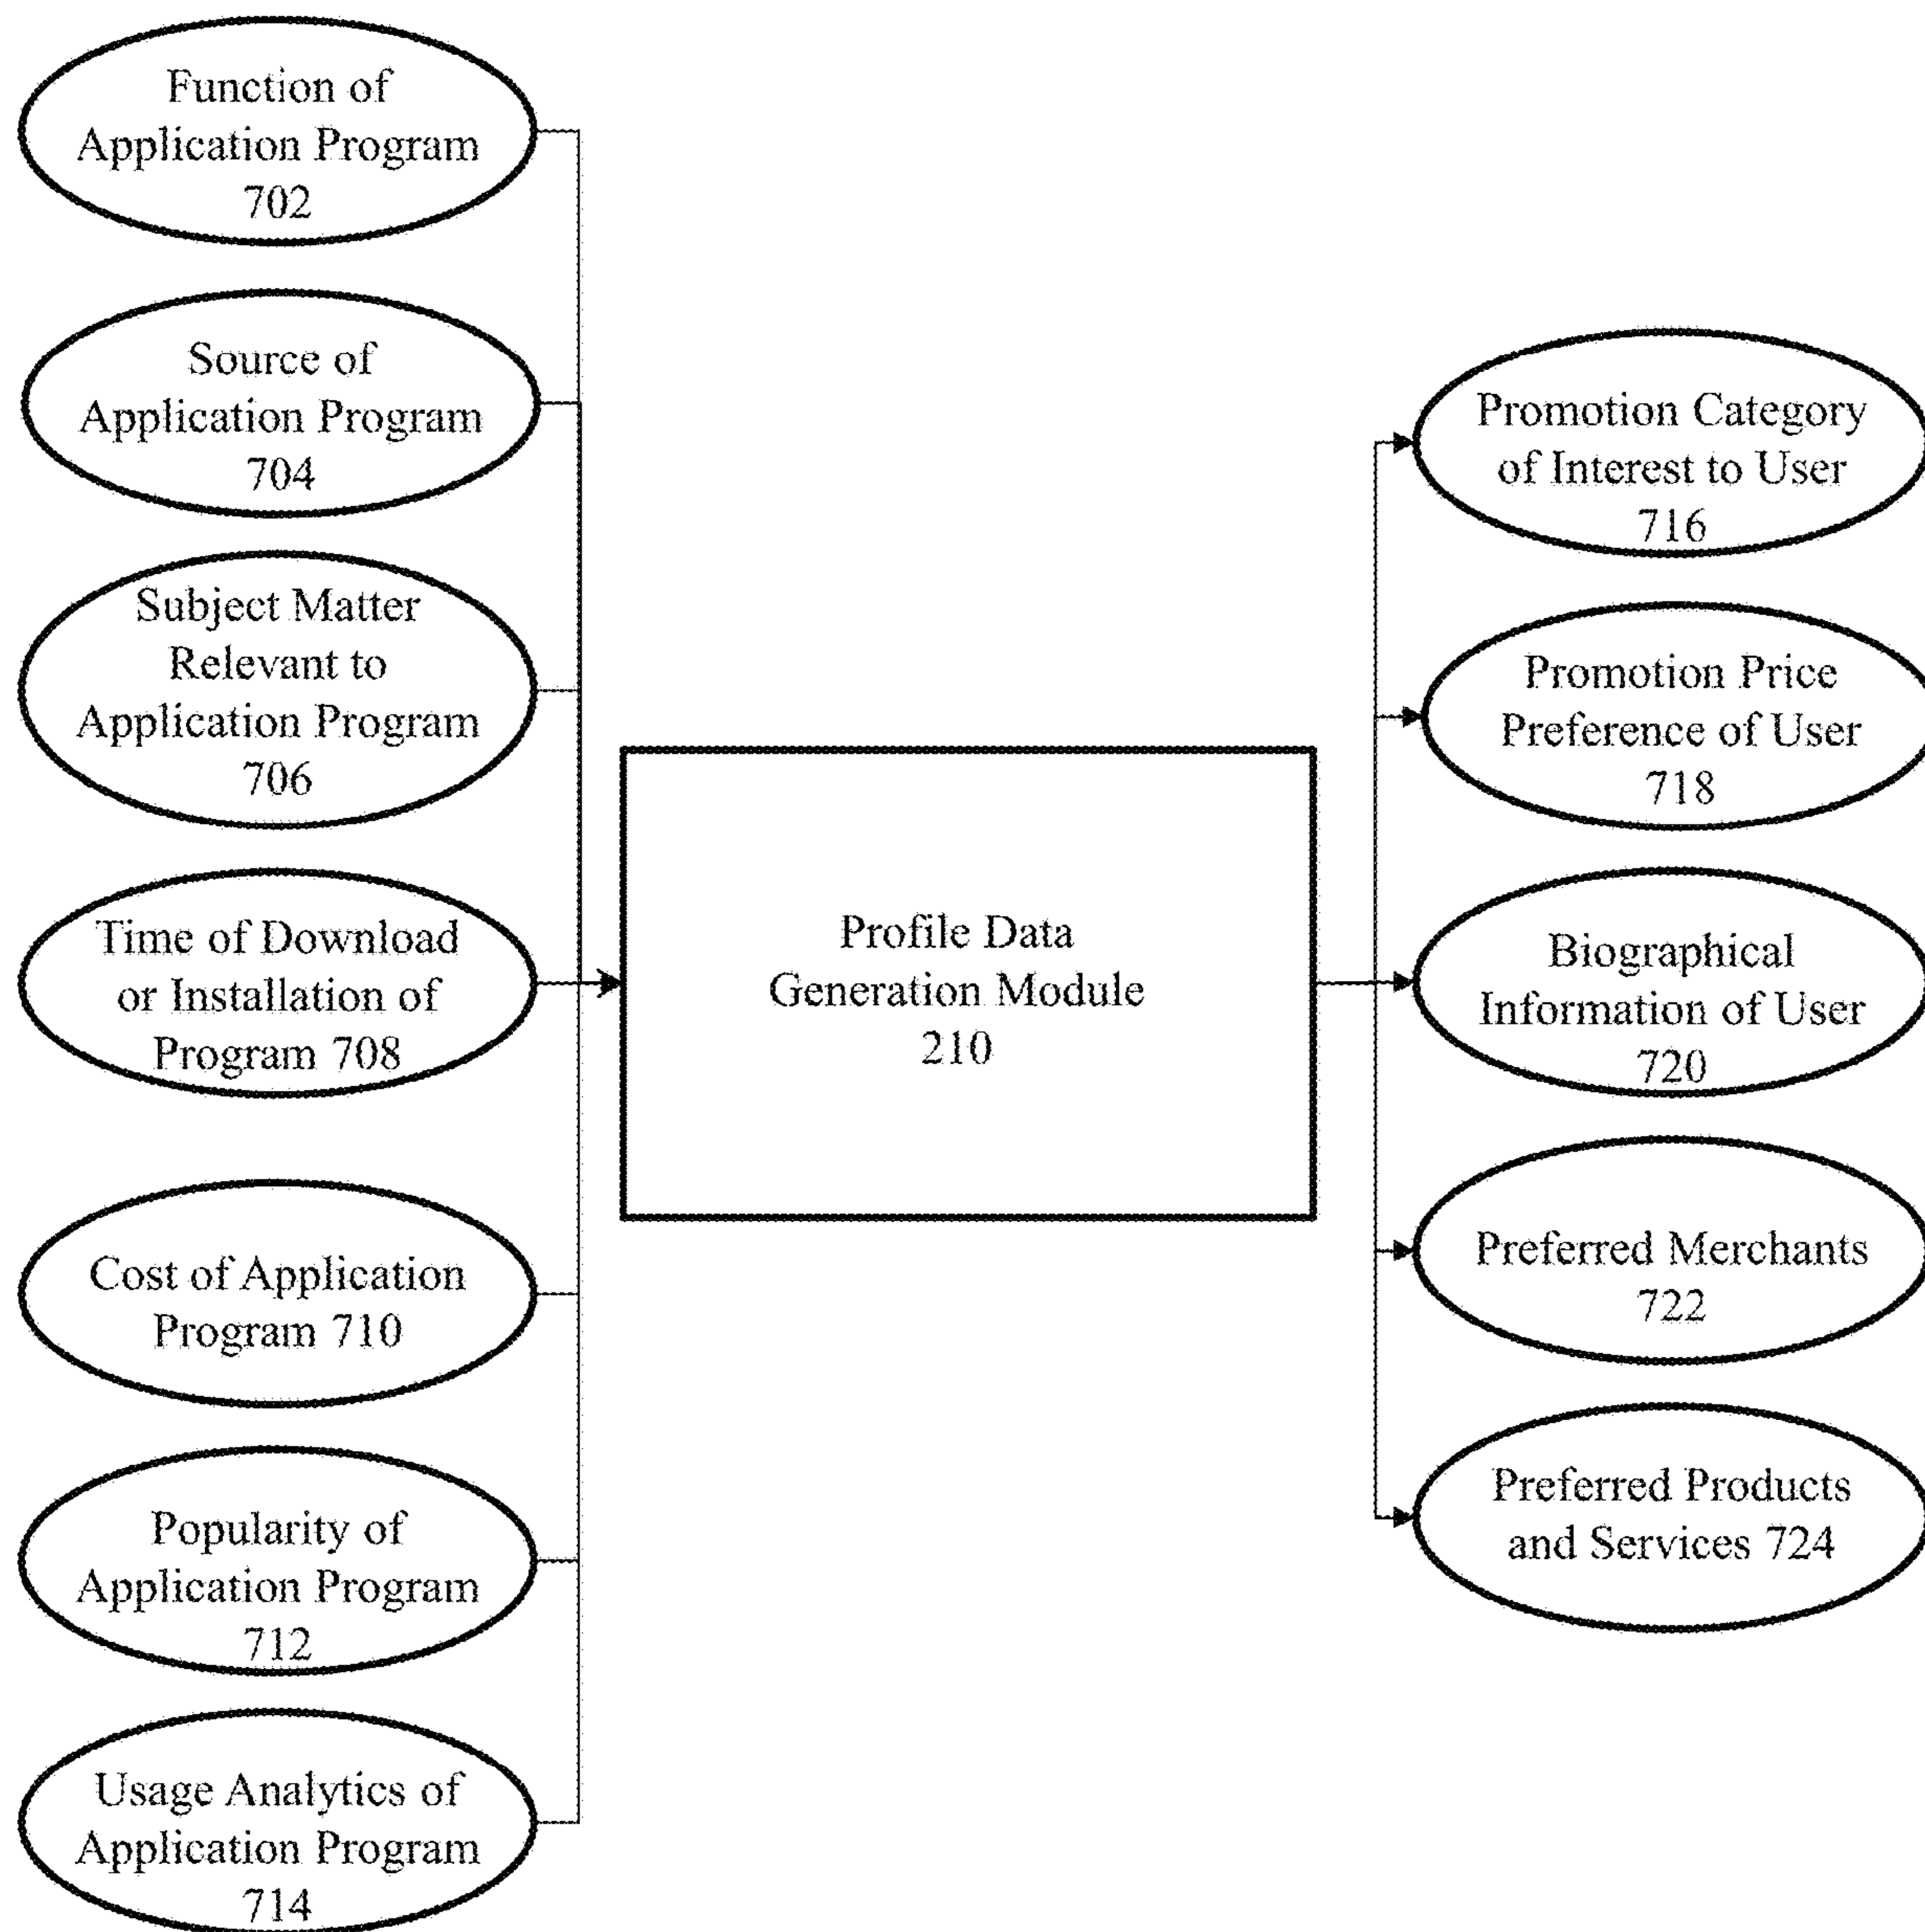 Function of
Application Program
702
Source of
Application Program
704
Subject Matter
Relevant to
Application Program
706
Time of Download
or Installation of
Program 708
Cost of Application
Program 710
Popularity of
Application Program
712
Usage Analytics of
Application Program
714
Profile Data
Generation Module
210
Promotion Category
of Interest to User
716
Promotion Price
Preference of User
718
Biographical
Information of User
720
Preferred Merchants
722
Preferred Products
and Services 724